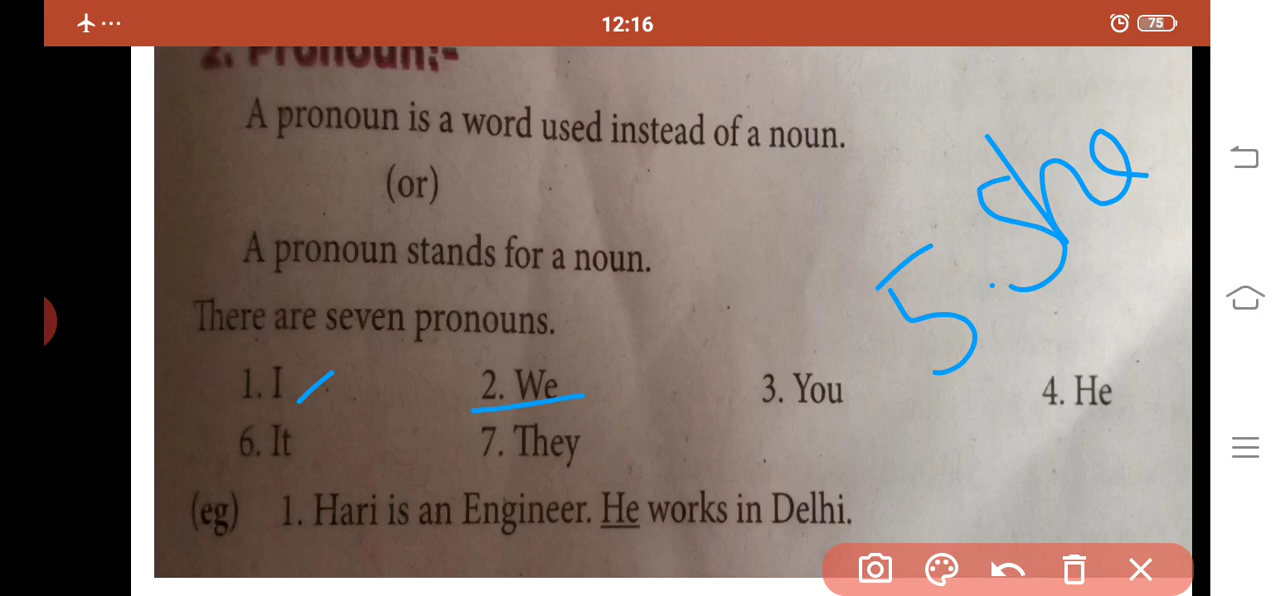 12:16
75
2. Pronoun:-
A pronoun is a word used instead of a noun.
(or)
A pronoun stands for a noun.
There are seven pronouns.
1. I 2. We 3. You 4. He
5. She
6. It 7. They
(eg) 1. Hari is an Engineer. He works in Delhi.